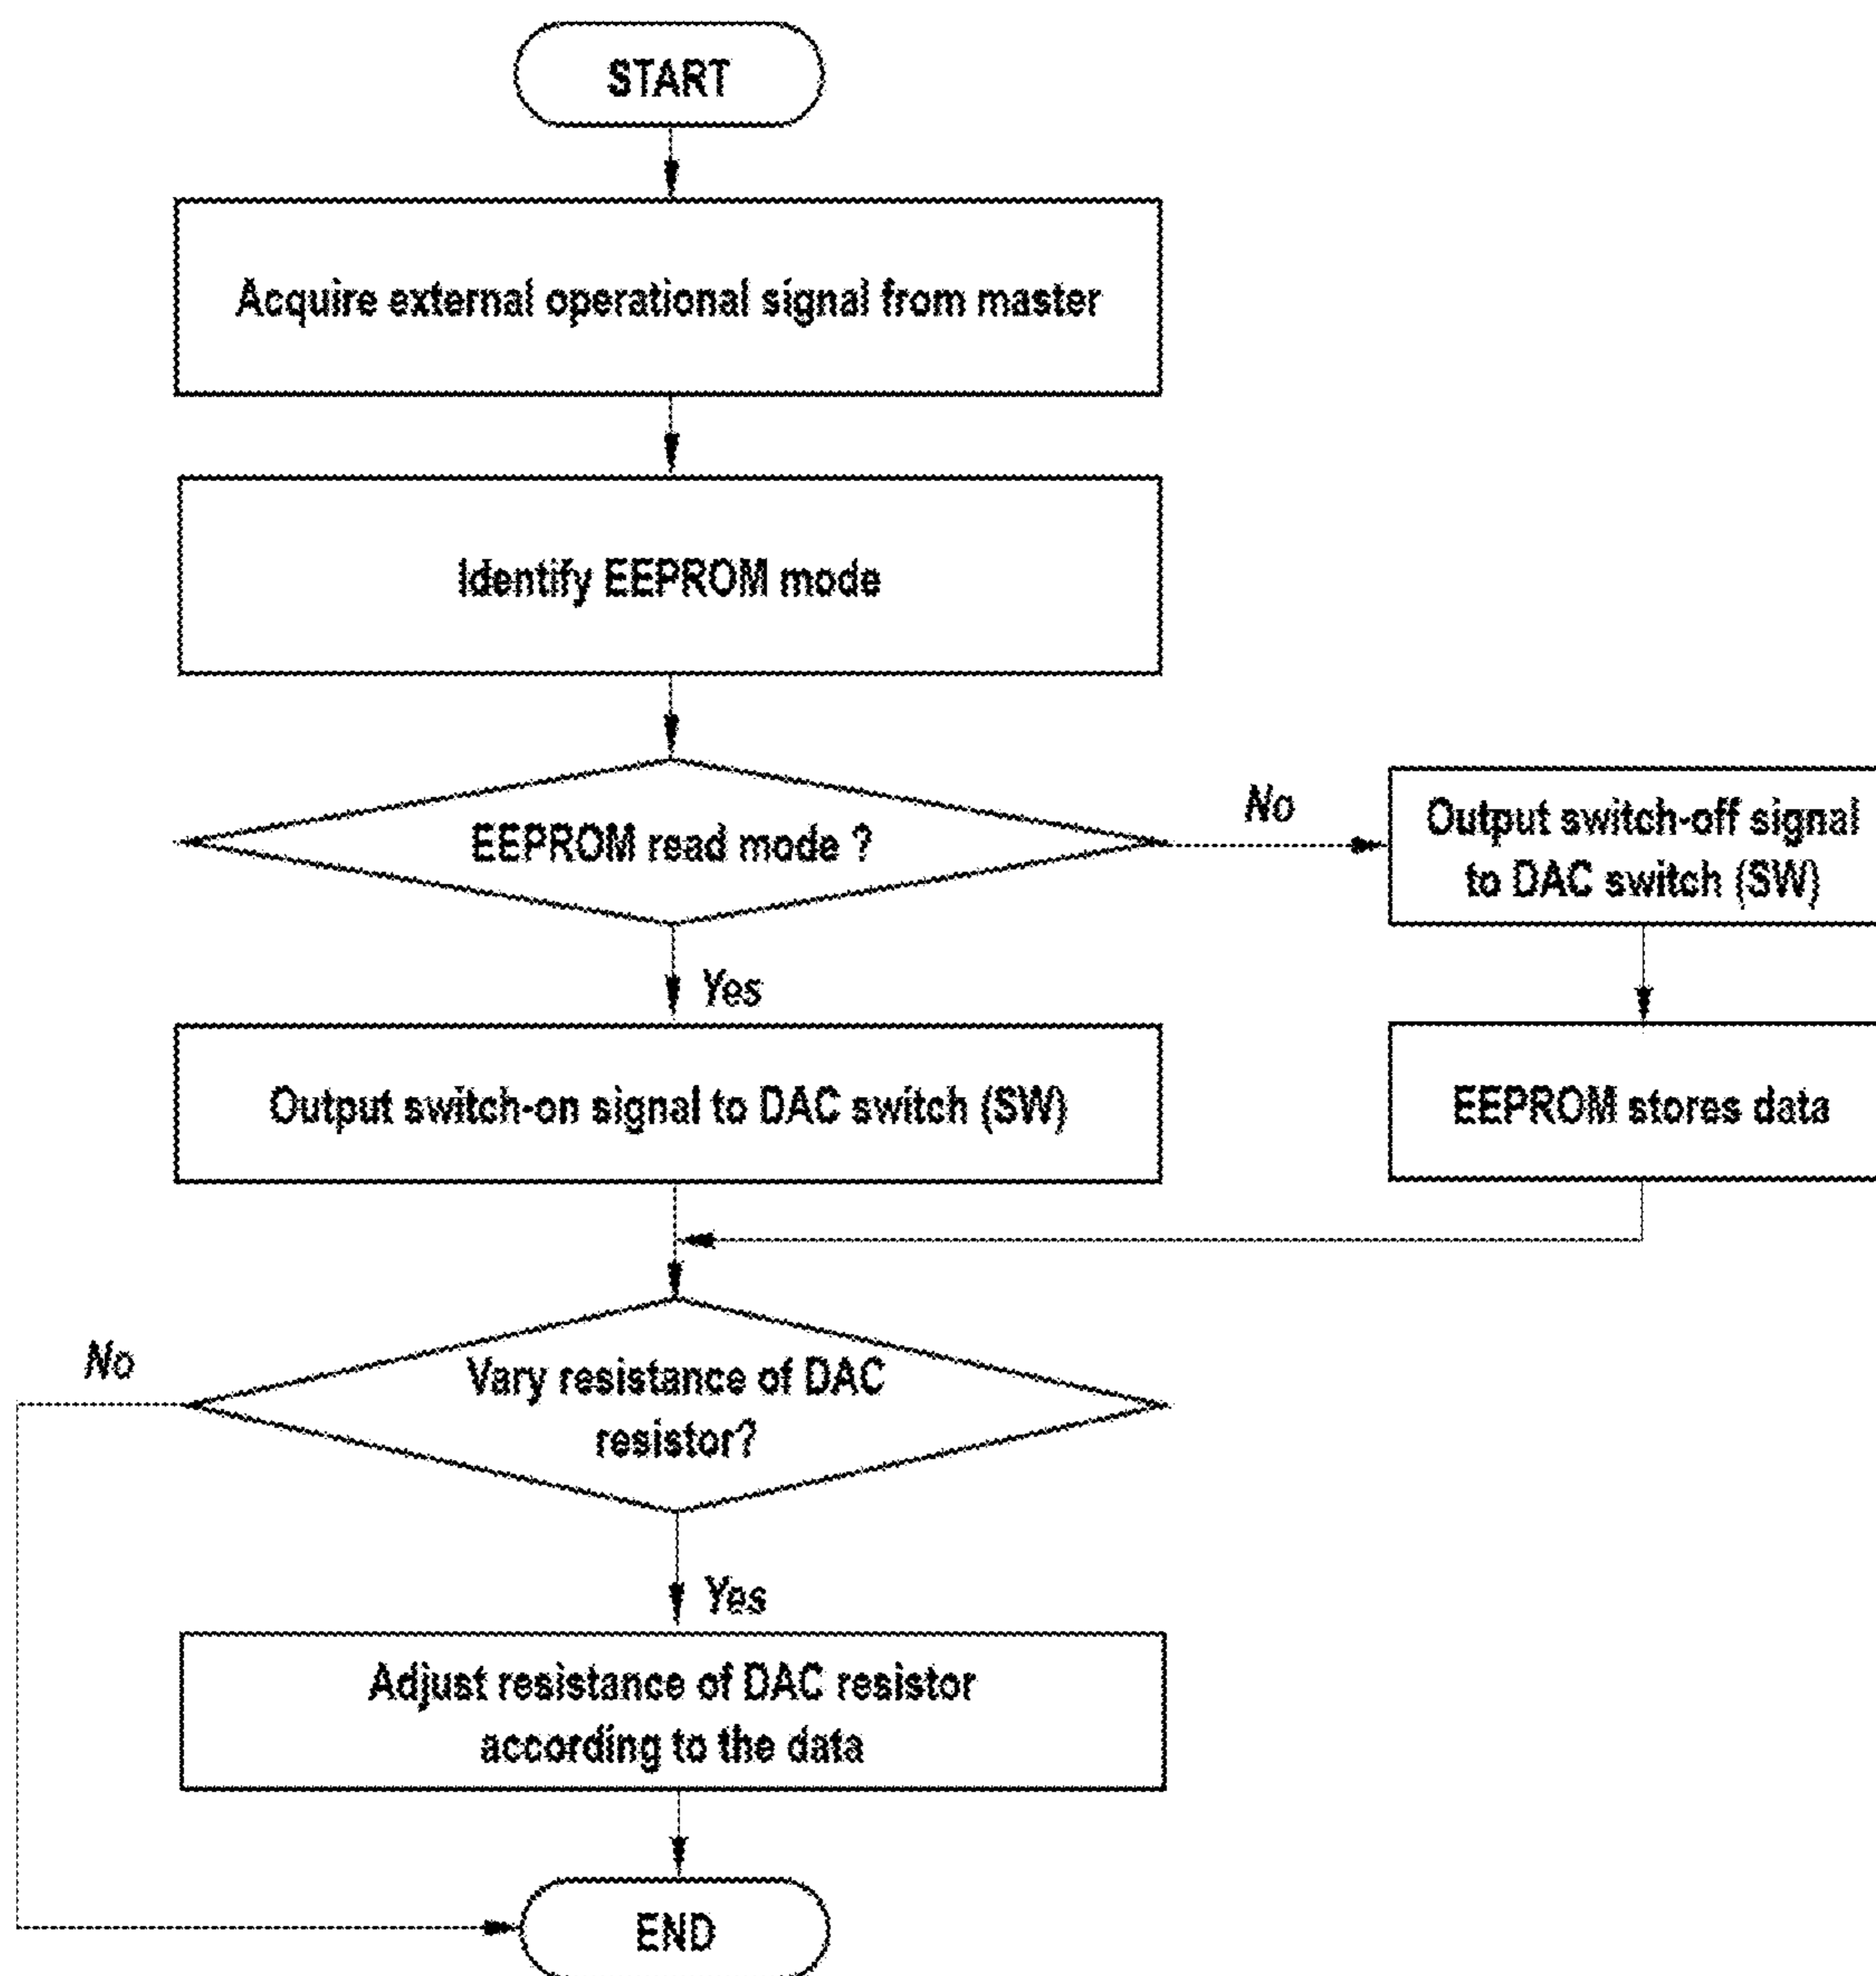 START
Acquire external operational signal from master
Identify EEPROM mode
EEPROM read mode ?
No
Output switch-off signal
to DAC switch (SW)
Yes
Output switch-on signal to DAC switch (SW)
EEPROM stores data
No
Vary resistance of DAC
resistor?
Yes
Adjust resistance of DAC resistor
according to the data
END